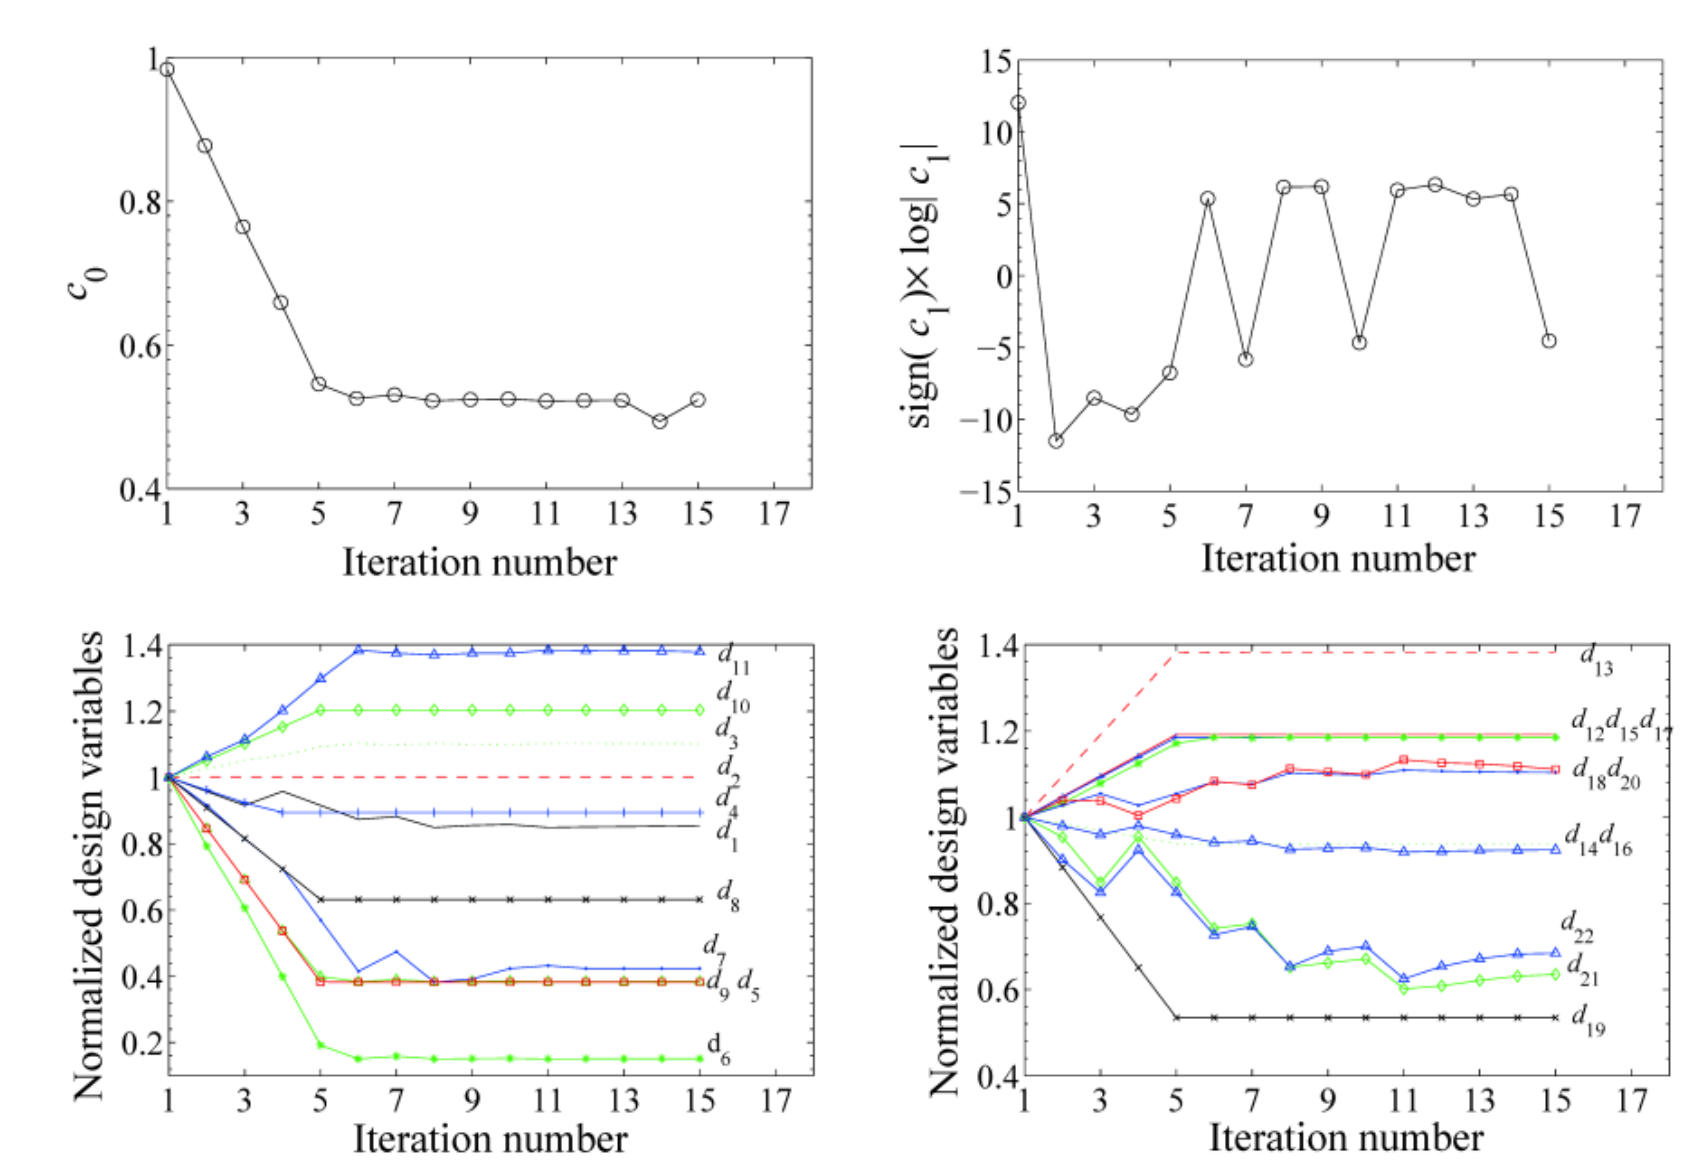 1
0.8
0.6
0.4
c0
1 3 5 7 9 11 13 15 17
Iteration number
15
10
5
0
−5
−10
−15
sign( c1)× log| c1|
1 3 5 7 9 11 13 15 17
Iteration number
1.4
1.2
1
0.8
0.6
0.4
0.2
Normalized design variables
d11
d10
d3
d2
d4
d1
d8
d7
d9 d5
d6
1 3 5 7 9 11 13 15 17
Iteration number
1.4
1.2
1
0.8
0.6
0.4
Normalized design variables
d13
d12d15d17
d18d20
d14d16
d22
d21
d19
1 3 5 7 9 11 13 15 17
Iteration number